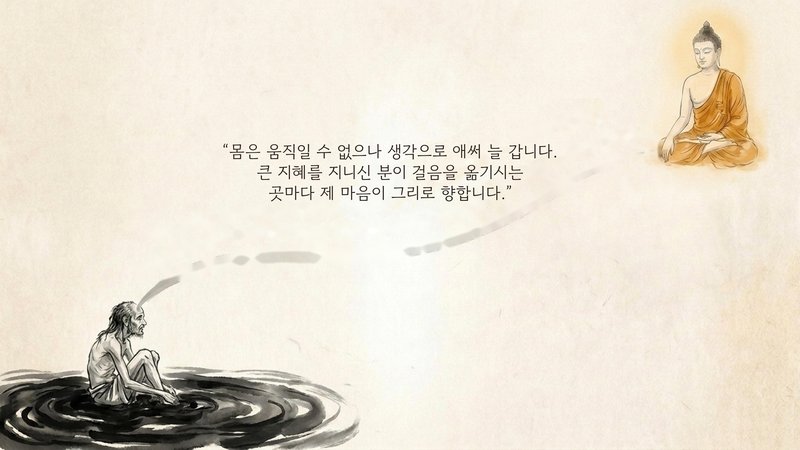 “몸은 움직일 수 없으나 생각으로 애써 늘 갑니다.
큰 지혜를 지니신 분이 걸음을 옮기시는
곳마다 제 마음이 그리로 향합니다.”